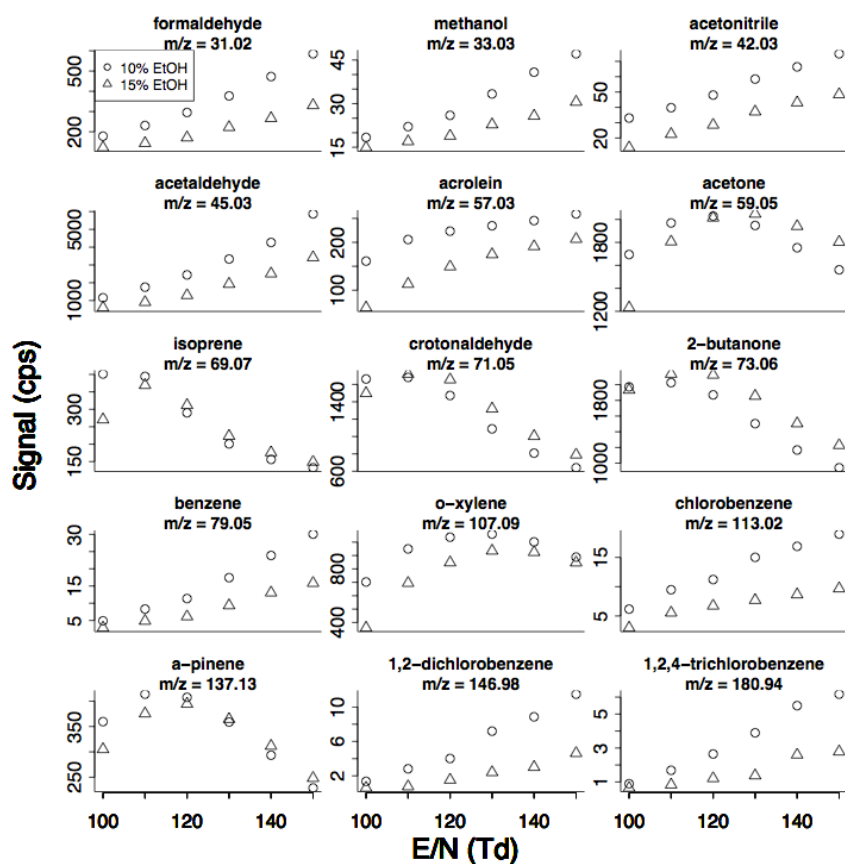 formaldehyde
m/z = 31.02
methanol
m/z = 33.03
acetonitrile
m/z = 42.03
10% EtOH
15% EtOH
200 500
15 30 45
20 50
acetaldehyde
m/z = 45.03
acrolein
m/z = 57.03
acetone
m/z = 59.05
1000 5000
100 200
1200 1800
isoprene
m/z = 69.07
crotonaldehyde
m/z = 71.05
2-butanone
m/z = 73.06
150 300
600 1400
1000 1800
Signal (cps)
benzene
m/z = 79.05
o-xylene
m/z = 107.09
chlorobenzene
m/z = 113.02
5 15 30
400 800
5 15
a-pinene
m/z = 137.13
1,2-dichlorobenzene
m/z = 146.98
1,2,4-trichlorobenzene
m/z = 180.94
250 350
2 6 10
1 3 5
100 120 140
100 120 140
100 120 140
E/N (Td)